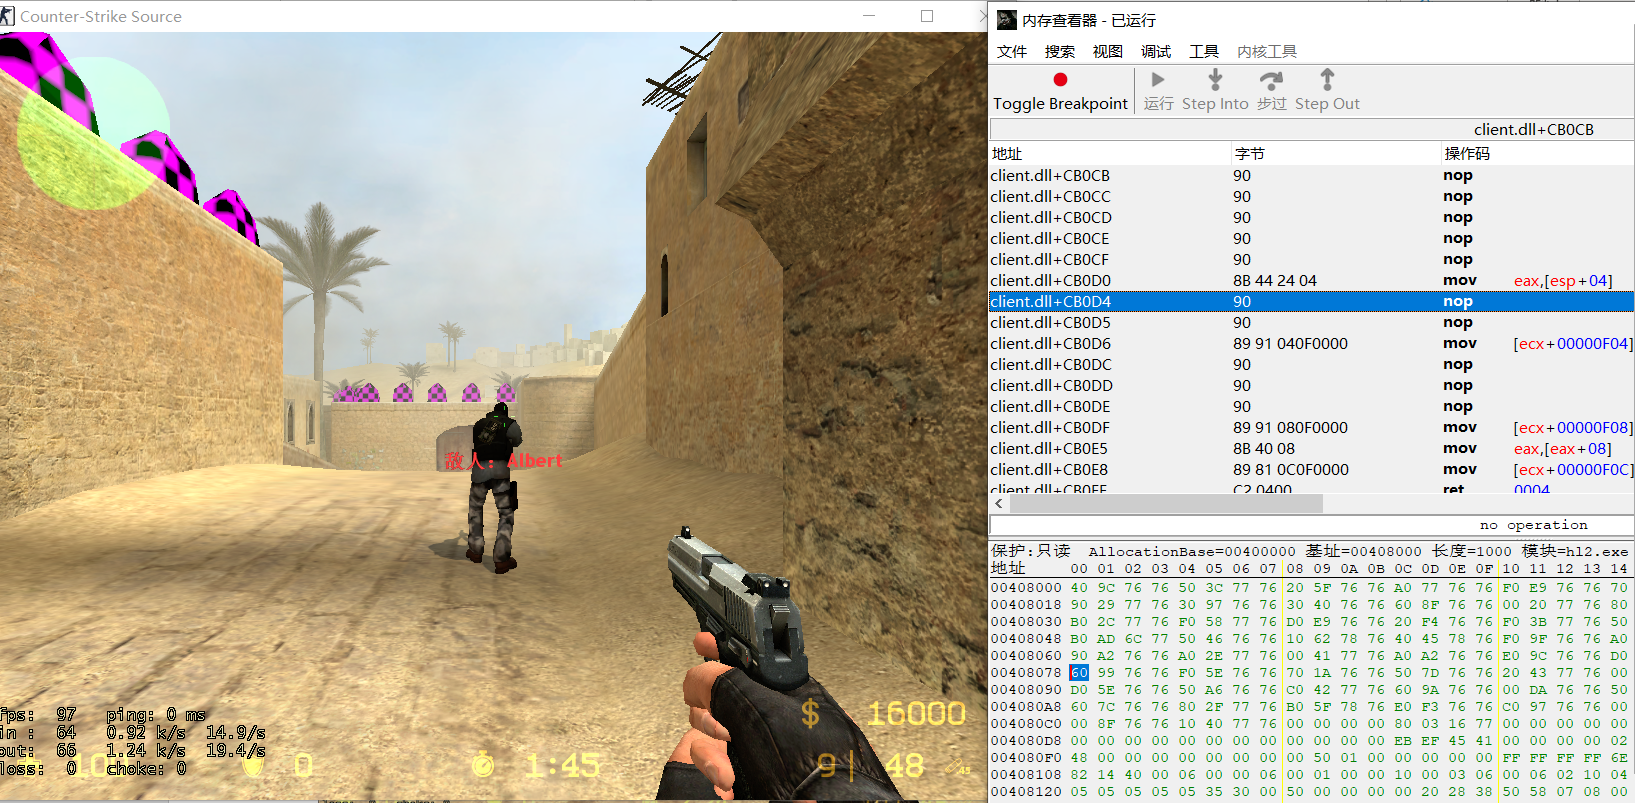 Counter-Strike Source
敌人: Albert
fps: 97 ping: 0 ms
in : 64 0.92 k/s 14.9/s
out: 66 1.24 k/s 19.4/s
loss: 0 choke: 0
0
1:45
$ 16000
9| 48
内存查看器 - 已运行
文件 搜索 视图 调试 工具 内核工具
Toggle Breakpoint 运行 Step Into 步过 Step Out
client.dll+CB0CB
地址 字节 操作码
client.dll+CB0CB 90 nop
client.dll+CB0CC 90 nop
client.dll+CB0CD 90 nop
client.dll+CB0CE 90 nop
client.dll+CB0CF 90 nop
client.dll+CB0D0 8B 44 24 04 mov eax,[esp+04]
client.dll+CB0D4 90 nop
client.dll+CB0D5 90 nop
client.dll+CB0D6 89 91 040F0000 mov [ecx+00000F04]
client.dll+CB0DC 90 nop
client.dll+CB0DD 90 nop
client.dll+CB0DE 90 nop
client.dll+CB0DF 89 91 080F0000 mov [ecx+00000F08]
client.dll+CB0E5 8B 40 08 mov eax,[eax+08]
client.dll+CB0E8 89 81 0C0F0000 mov [ecx+00000F0C]
client.dll+CB0EE C2 0400 ret 0004
no operation
保护:只读 AllocationBase=00400000 基址=00408000 长度=1000 模块=hl2.exe
地址 00 01 02 03 04 05 06 07 08 09 0A 0B 0C 0D 0E 0F 10 11 12 13 14
00408000 40 9C 76 76 50 3C 77 76 20 5F 76 76 A0 77 76 76 F0 E9 76 76 70
00408018 90 29 77 76 30 97 76 76 30 40 76 76 60 8F 76 76 00 20 77 76 80
00408030 B0 2C 77 76 F0 58 77 76 D0 E9 76 76 20 F4 76 76 F0 3B 77 76 50
00408048 B0 AD 6C 77 50 46 76 76 10 62 78 76 40 45 78 76 F0 9F 76 76 A0
00408060 90 A2 76 76 A0 2E 77 76 00 41 77 76 A0 A2 76 76 E0 9C 76 76 D0
00408078 60 99 76 76 F0 5E 76 76 70 1A 76 76 50 7D 76 76 20 43 77 76 00
00408090 D0 5E 76 76 50 A6 76 76 C0 42 77 76 60 9A 76 76 00 DA 76 76 50
004080A8 60 7C 76 76 80 2F 77 76 B0 5F 78 76 E0 F3 76 76 C0 97 76 76 00
004080C0 00 8F 76 76 10 40 77 76 00 00 00 00 80 03 16 77 00 00 00 00 00
004080D8 00 00 00 00 00 00 00 00 00 00 00 00 EB EF 45 41 00 00 00 00 02
004080F0 48 00 00 00 00 00 00 00 00 50 01 00 00 00 00 00 FF FF FF FF 6E
00408108 82 14 40 00 06 00 00 06 00 01 00 00 10 00 03 06 00 06 02 10 04
00408120 05 05 05 05 05 35 30 00 50 00 00 00 00 20 28 38 50 58 07 08 00